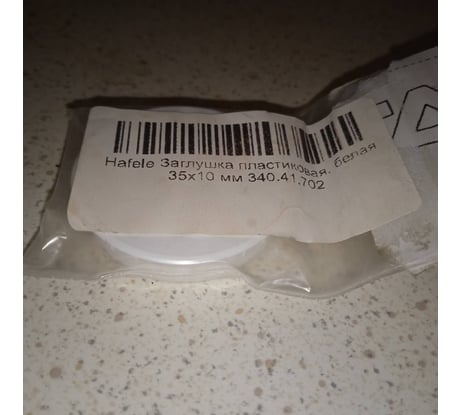 Hafele Заглушка пластиковая, белая
35x10 мм 340.41.702